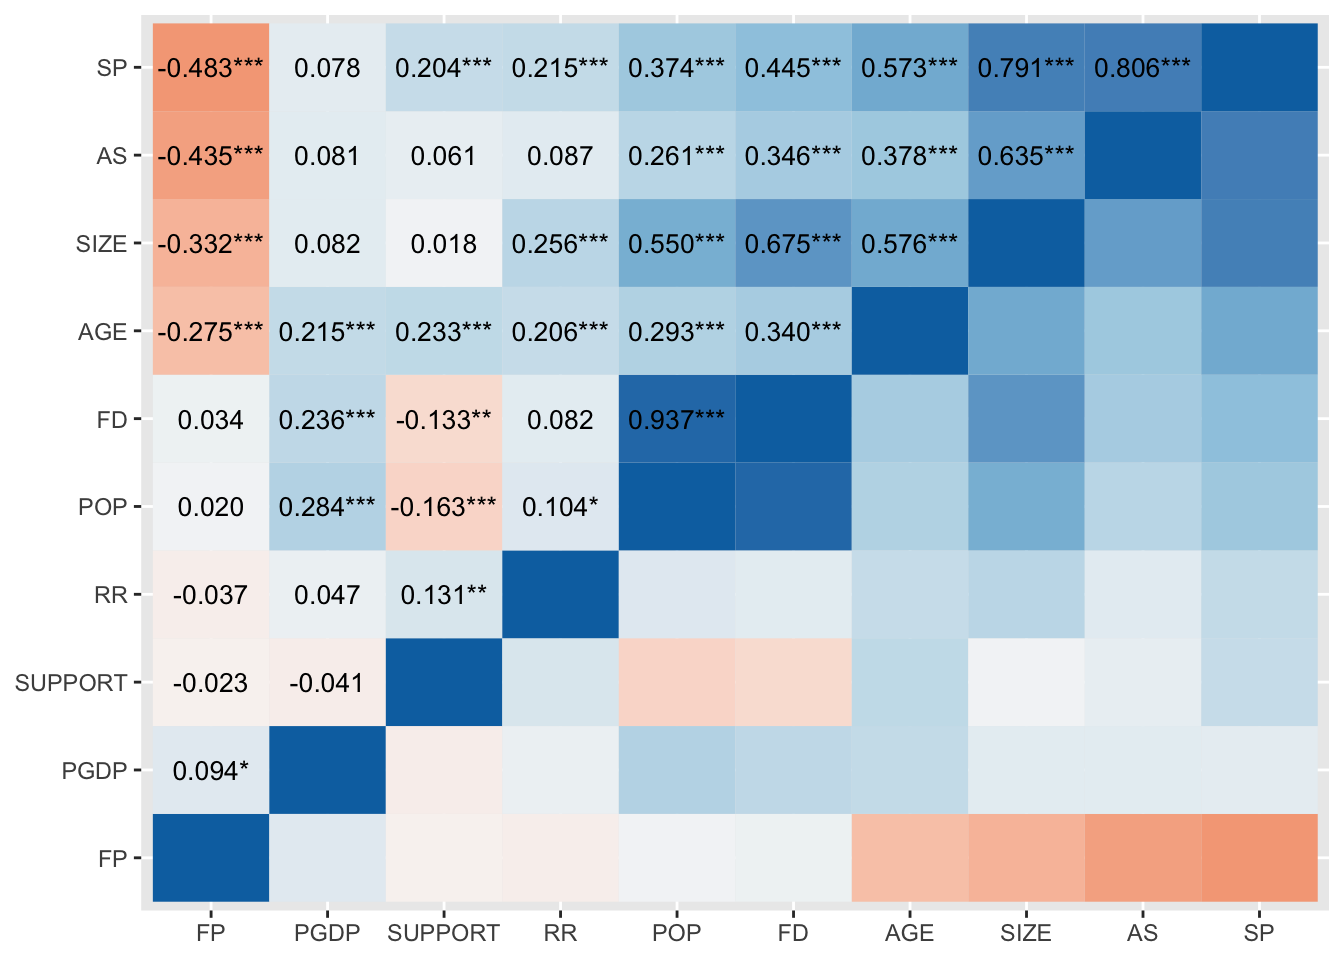 SP -0.483*** 0.078 0.204*** 0.215*** 0.374*** 0.445*** 0.573*** 0.791*** 0.806***
AS -0.435*** 0.081 0.061 0.087 0.261*** 0.346*** 0.378*** 0.635***
SIZE -0.332*** 0.082 0.018 0.256*** 0.550*** 0.675*** 0.576***
AGE -0.275*** 0.215*** 0.233*** 0.206*** 0.293*** 0.340***
FD 0.034 0.236*** -0.133** 0.082 0.937***
POP 0.020 0.284*** -0.163*** 0.104*
RR -0.037 0.047 0.131**
SUPPORT -0.023 -0.041
PGDP 0.094*
FP
FP PGDP SUPPORT RR POP FD AGE SIZE AS SP